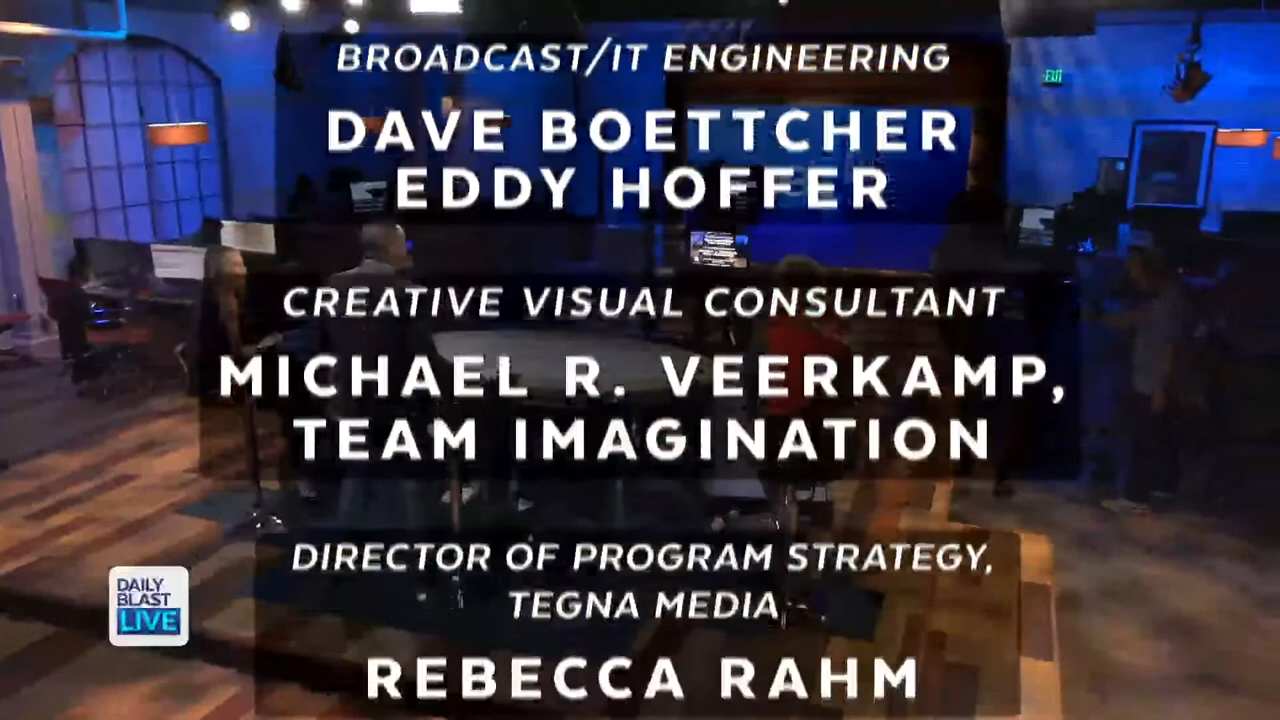 BROADCAST/IT ENGINEERING
DAVE BOETTCHER
EDDY HOFFER
EXIT
CREATIVE VISUAL CONSULTANT
MICHAEL R. VEERKAMP,
TEAM IMAGINATION
DIRECTOR OF PROGRAM STRATEGY,
TEGNA MEDIA
REBECCA RAHM
DAILY
BLAST
LIVE